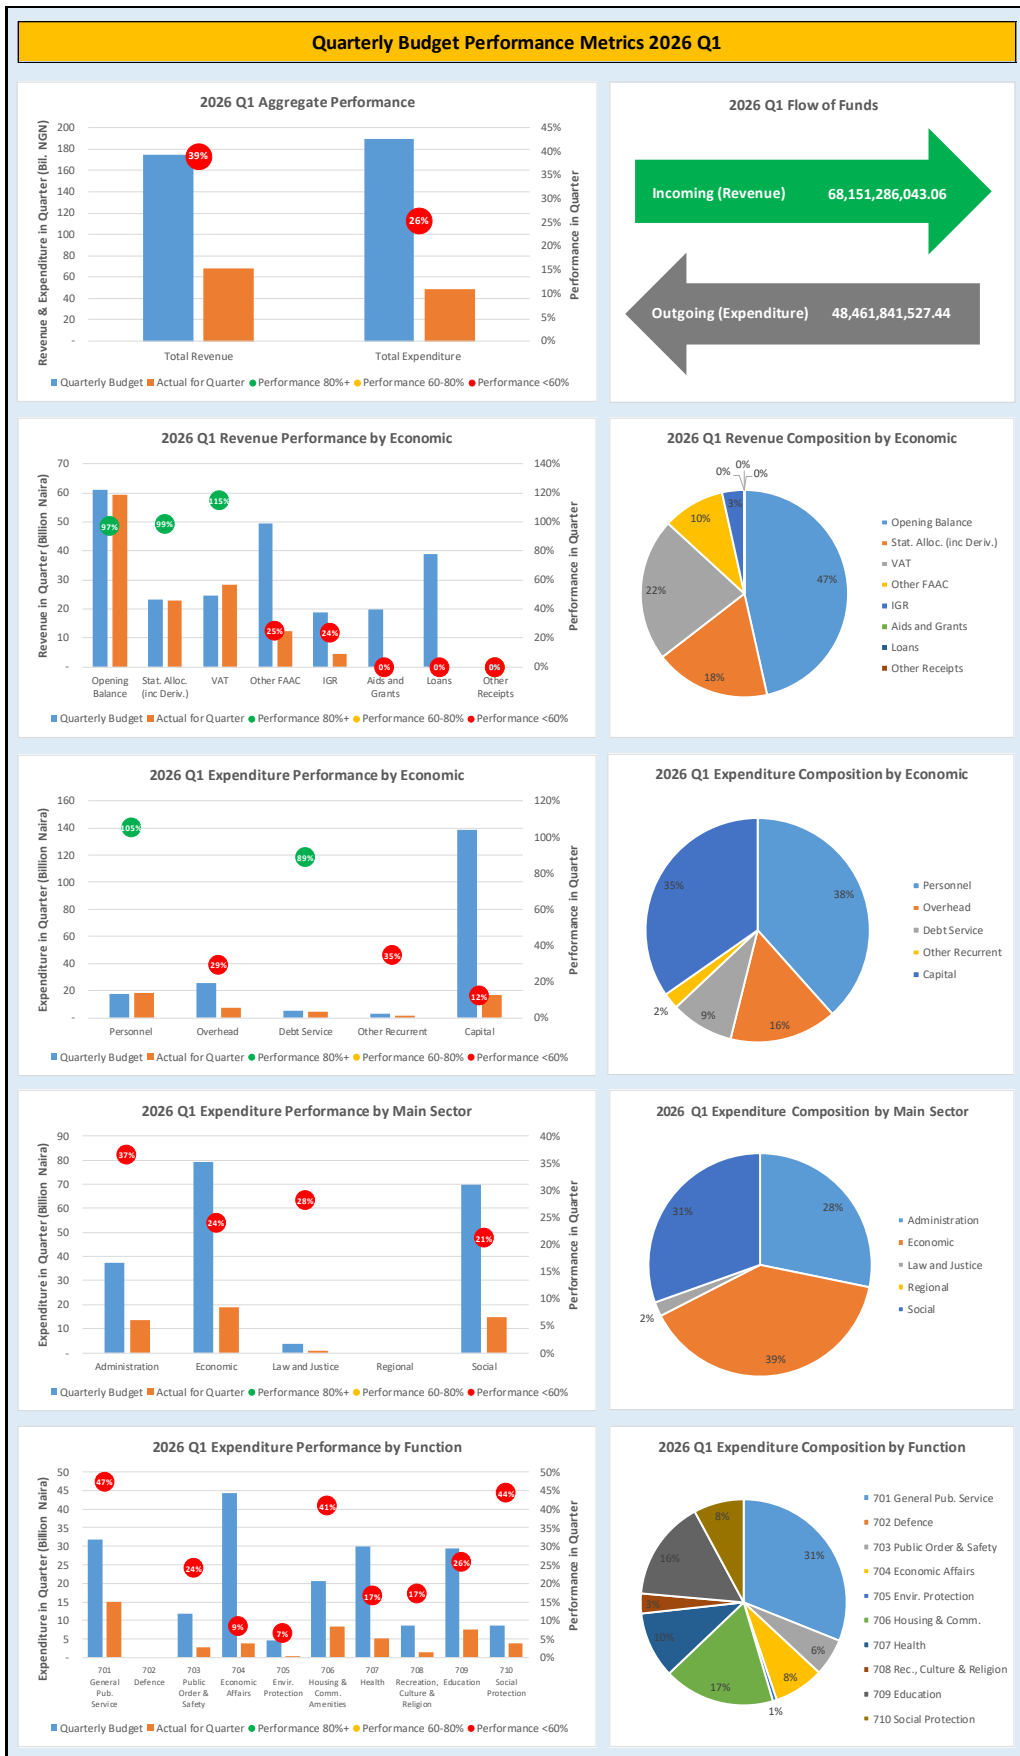 Quarterly Budget Performance Metrics 2026 Q1
2026 Q1 Aggregate Performance
Revenue & Expenditure in Quarter (Bil. NGN)
200
180
160
140
120
100
80
60
40
20
-
39%
26%
45%
40%
35%
30%
25%
20%
15%
10%
5%
0%
Performance in Quarter
Total Revenue
Total Expenditure
Quarterly Budget
Actual for Quarter
Performance 80%+
Performance 60-80%
Performance <60%
2026 Q1 Flow of Funds
Incoming (Revenue) 68,151,286,043.06
Outgoing (Expenditure) 48,461,841,527.44
2026 Q1 Revenue Performance by Economic
Revenue in Quarter (Billion Naira)
70
60
50
40
30
20
10
-
97%
99%
115%
25%
24%
0%
0%
0%
140%
120%
100%
80%
60%
40%
20%
0%
Performance in Quarter
Opening Balance
Stat. Alloc. (inc Deriv.)
VAT
Other FAAC
IGR
Aids and Grants
Loans
Other Receipts
Quarterly Budget
Actual for Quarter
Performance 80%+
Performance 60-80%
Performance <60%
2026 Q1 Revenue Composition by Economic
0%
0%
0%
3%
10%
22%
18%
47%
Opening Balance
Stat. Alloc. (inc Deriv.)
VAT
Other FAAC
IGR
Aids and Grants
Loans
Other Receipts
2026 Q1 Expenditure Performance by Economic
Expenditure in Quarter (Billion Naira)
160
140
120
100
80
60
40
20
-
105%
29%
89%
35%
12%
120%
100%
80%
60%
40%
20%
0%
Performance in Quarter
Personnel
Overhead
Debt Service
Other Recurrent
Capital
Quarterly Budget
Actual for Quarter
Performance 80%+
Performance 60-80%
Performance <60%
2026 Q1 Expenditure Composition by Economic
35%
38%
2%
9%
16%
Personnel
Overhead
Debt Service
Other Recurrent
Capital
2026 Q1 Expenditure Performance by Main Sector
Expenditure in Quarter (Billion Naira)
90
80
70
60
50
40
30
20
10
-
37%
24%
28%
21%
40%
35%
30%
25%
20%
15%
10%
5%
0%
Performance in Quarter
Administration
Economic
Law and Justice
Regional
Social
Quarterly Budget
Actual for Quarter
Performance 80%+
Performance 60-80%
Performance <60%
2026 Q1 Expenditure Composition by Main Sector
31%
28%
2%
39%
Administration
Economic
Law and Justice
Regional
Social
2026 Q1 Expenditure Performance by Function
Expenditure in Quarter (Billion Naira)
50
45
40
35
30
25
20
15
10
5
-
47%
24%
9%
7%
41%
17%
17%
26%
44%
50%
45%
40%
35%
30%
25%
20%
15%
10%
5%
0%
Performance in Quarter
701 General Pub. Service
702 Defence
703 Public Order & Safety
704 Economic Affairs
705 Envir. Protection
706 Housing & Comm. Amenities
707 Health
708 Recreation, Culture & Religion
709 Education
710 Social Protection
Quarterly Budget
Actual for Quarter
Performance 80%+
Performance 60-80%
Performance <60%
2026 Q1 Expenditure Composition by Function
8%
16%
3%
10%
17%
1%
8%
6%
31%
701 General Pub. Service
702 Defence
703 Public Order & Safety
704 Economic Affairs
705 Envir. Protection
706 Housing & Comm.
707 Health
708 Rec., Culture & Religion
709 Education
710 Social Protection